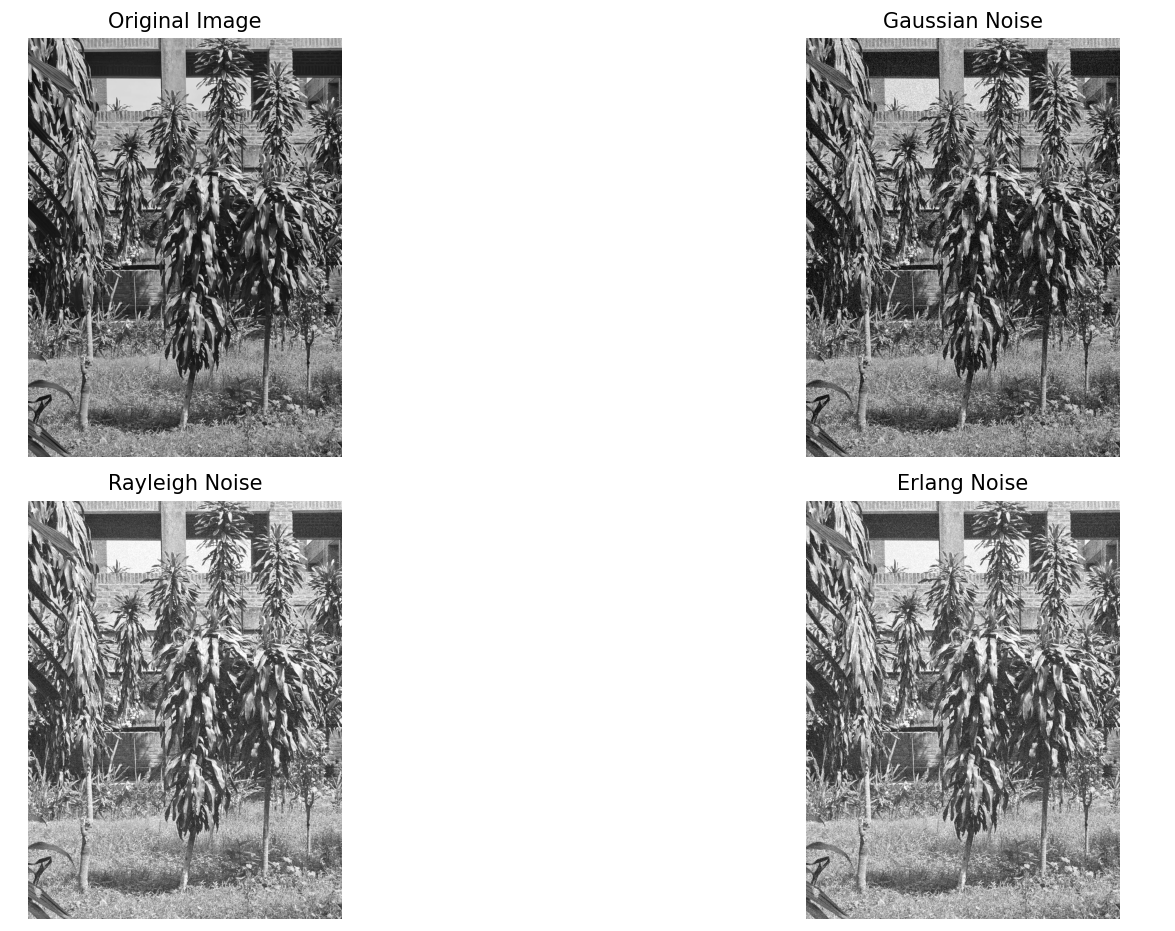 Original Image
Gaussian Noise
Rayleigh Noise
Erlang Noise